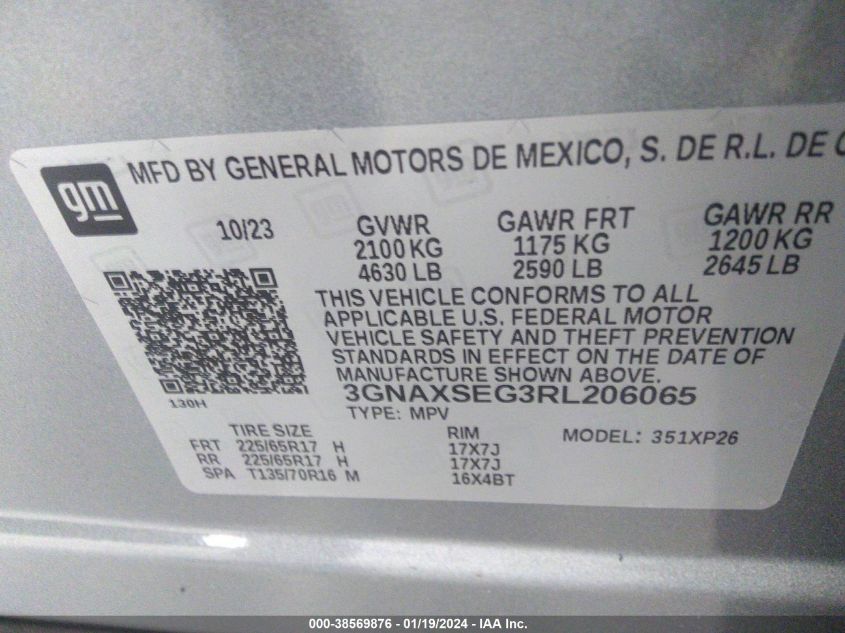 gm
MFD BY GENERAL MOTORS DE MEXICO, S. DE R.L. DE
10/23
GVWR GAWR FRT GAWR RR
2100 KG 1175 KG 1200 KG
4630 LB 2590 LB 2645 LB
THIS VEHICLE CONFORMS TO ALL
APPLICABLE U.S. FEDERAL MOTOR
VEHICLE SAFETY AND THEFT PREVENTION
STANDARDS IN EFFECT ON THE DATE OF
MANUFACTURE SHOWN ABOVE.
130H
3GNAXSEG3RL206065
TYPE: MPV
TIRE SIZE RIM MODEL: 351XP26
FRT 225/65R17 H 17X7J
RR 225/65R17 H 17X7J
SPA T135/70R16 M 16X4BT
000-38569876 - 01/19/2024 - IAA Inc.